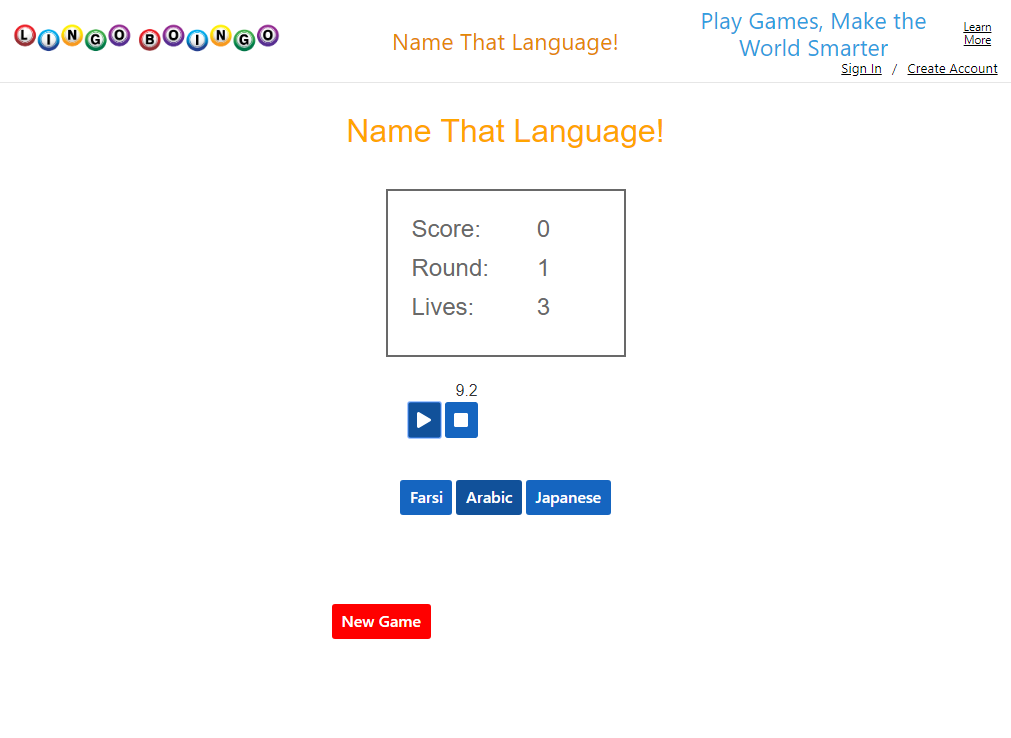 LINGO BOINGO
Name That Language!
Play Games, Make the
World Smarter
Learn
More
Sign In / Create Account
Name That Language!
Score: 0
Round: 1
Lives: 3
9.2
Farsi Arabic Japanese
New Game